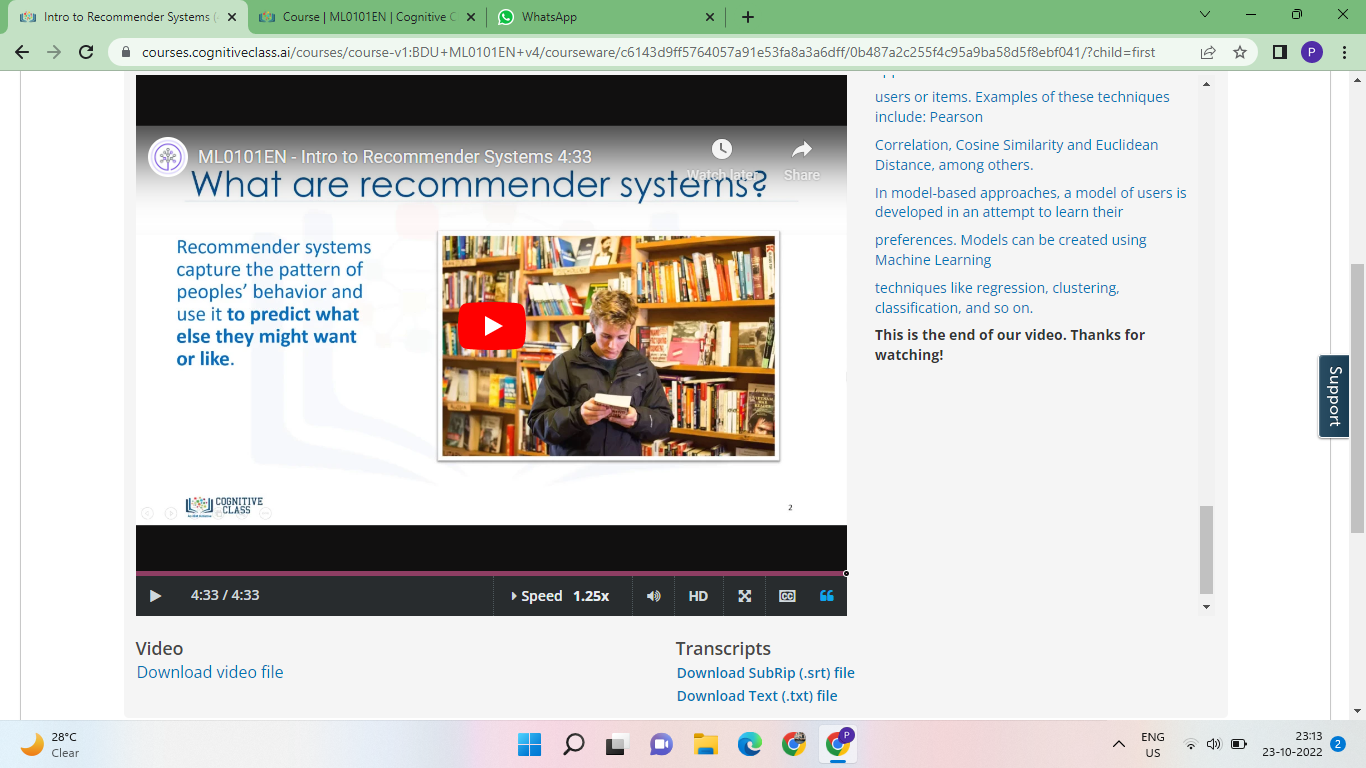 Intro to Recommender Systems (
Course | ML0101EN | Cognitive C
WhatsApp
courses.cognitiveclass.ai/courses/course-v1:BDU+ML0101EN+v4/courseware/c6143d9ff5764057a91e53fa8a3a6dff/0b487a2c255f4c95a9ba58d5f8ebf041/?child=first
P
ML0101EN - Intro to Recommender Systems 4:33
Watch later
Share
What are recommender systems?
Recommender systems
capture the pattern of
peoples' behavior and
use it to predict what
else they might want
or like.
COGNITIVE
CLASS
2
4:33 / 4:33
Speed 1.25x
HD
CC
users or items. Examples of these techniques
include: Pearson
Correlation, Cosine Similarity and Euclidean
Distance, among others.
In model-based approaches, a model of users is
developed in an attempt to learn their
preferences. Models can be created using
Machine Learning
techniques like regression, clustering,
classification, and so on.
This is the end of our video. Thanks for
watching!
Support
Video
Download video file
Transcripts
Download SubRip (.srt) file
Download Text (.txt) file
28°C
Clear
P
ENG
US
23:13
23-10-2022
2